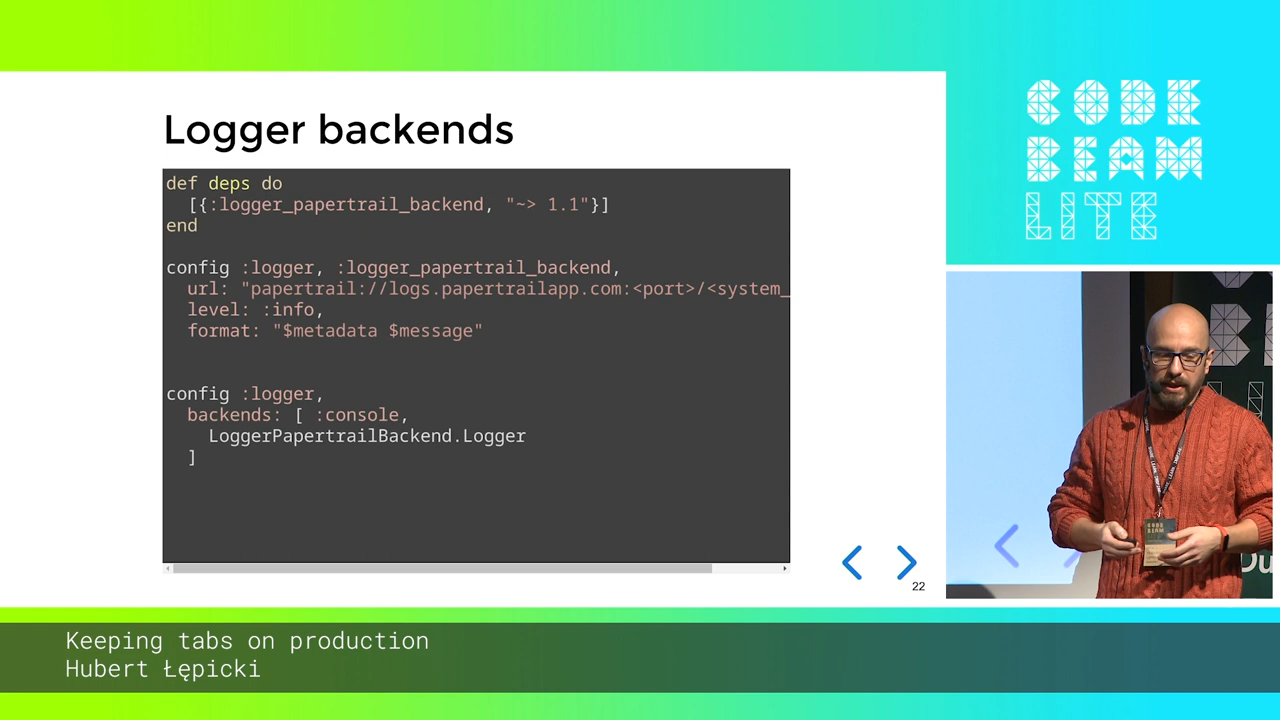 Logger backends
def deps do
  [{:logger_papertrail_backend, "~> 1.1"}]
end
config :logger, :logger_papertrail_backend,
  url: "papertrail://logs.papertrailapp.com:<port>/<system_
  level: :info,
  format: "$metadata $message"
config :logger,
  backends: [ :console,
    LoggerPapertrailBackend.Logger
  ]
22
CODE
BEAM
LITE
CODE
BEAM
Keeping tabs on production
Hubert Łępicki